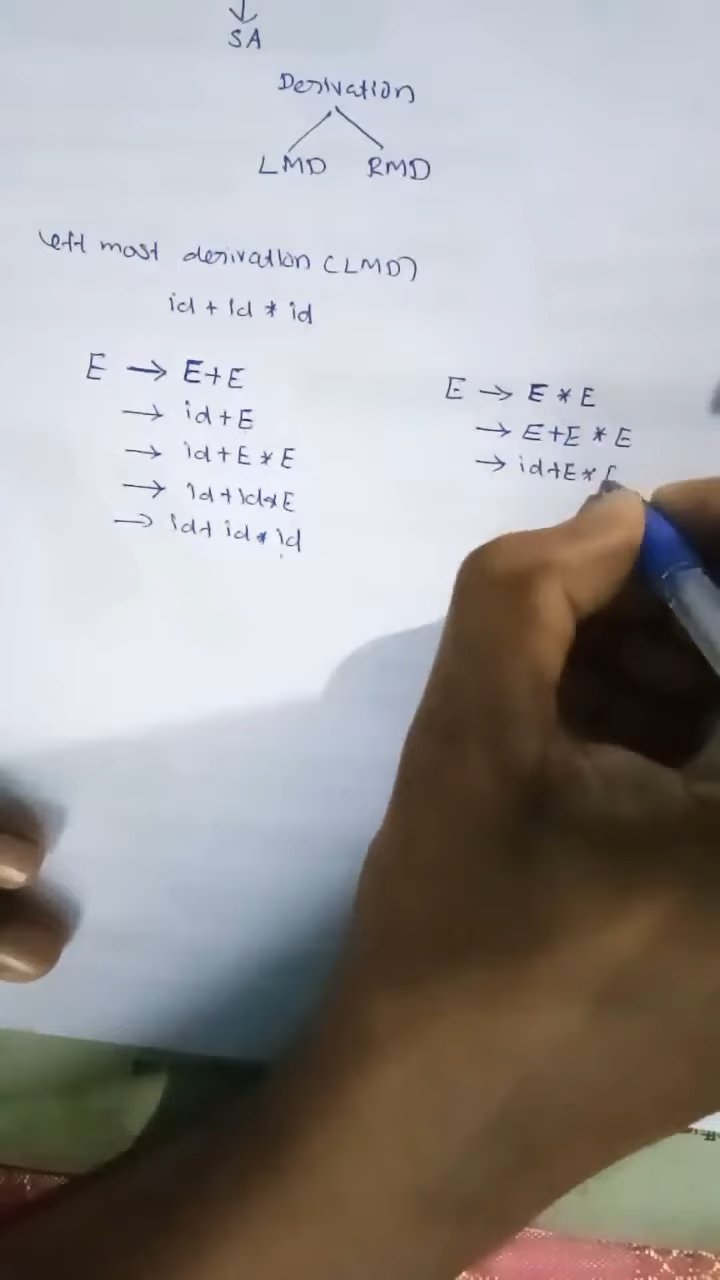 ↓
SA
Derivation
LMD RMD
left most derivation (LMD)
id + id * id
E → E+E
→ id+E
→ id+E*E
→ id+id*E
→ id+id*id
E → E*E
→ E+E*E
→ id+E*